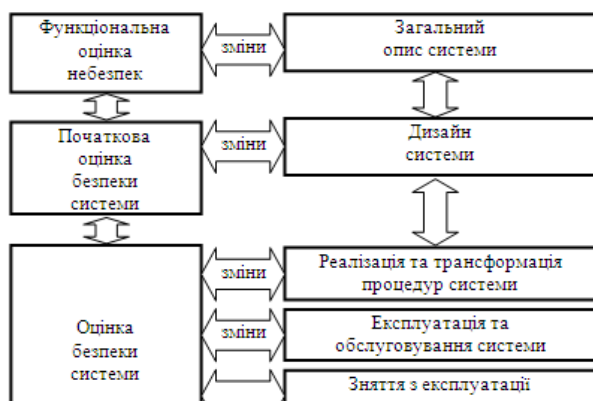 Функціональна
оцінка
небезпек
зміни
Загальний
опис системи
Початкова
оцінка
безпеки
системи
зміни
Дизайн
системи
Оцінка
безпеки
системи
зміни
Реалізація та трансформація
процедур системи
зміни
Експлуатація та
обслуговування системи
Зняття з експлуатації